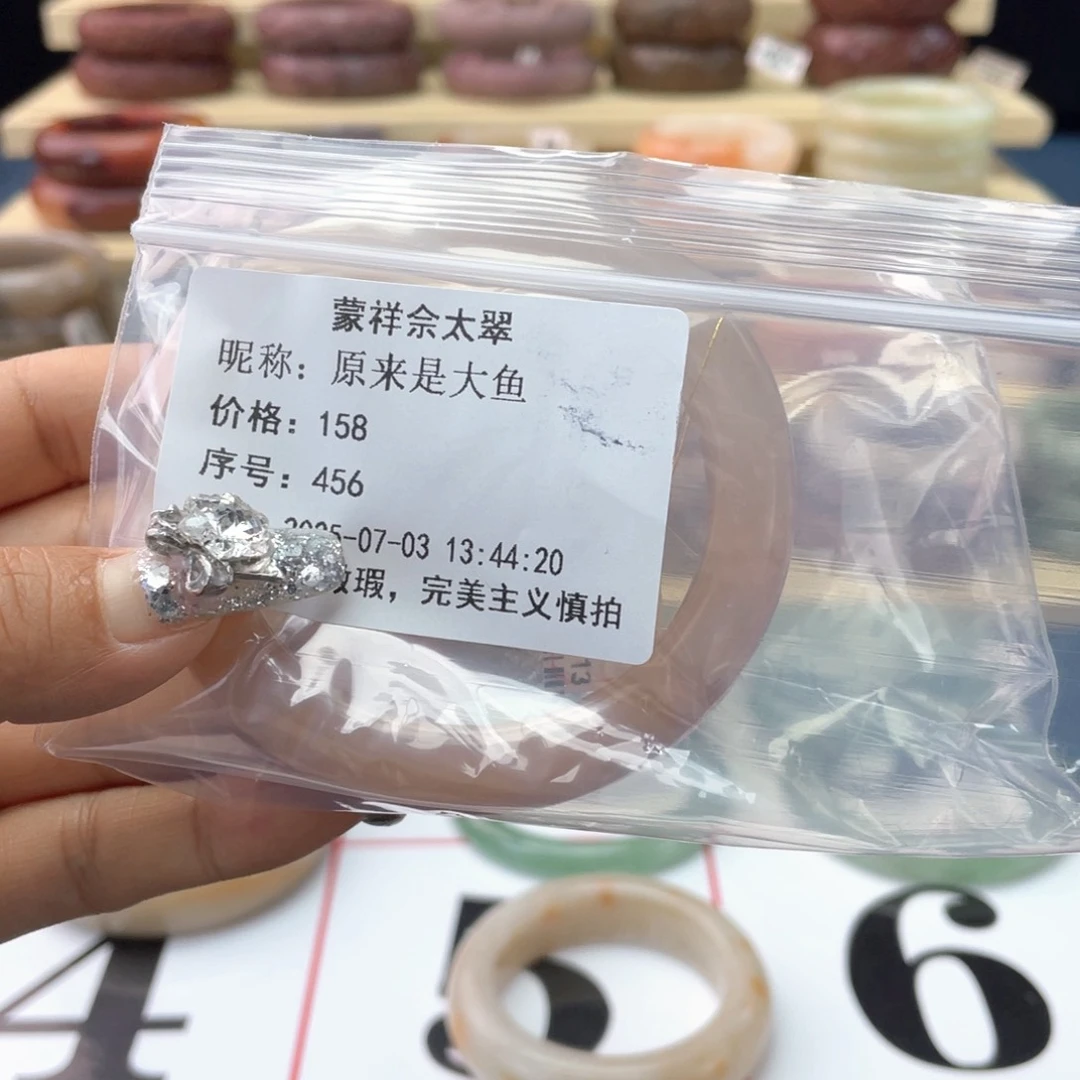 蒙祥佘太翠
昵称：原来是大鱼
价格：158
序号：456
2025-07-03 13:44:20
瑕，完美主义慎拍
13
4
5
6